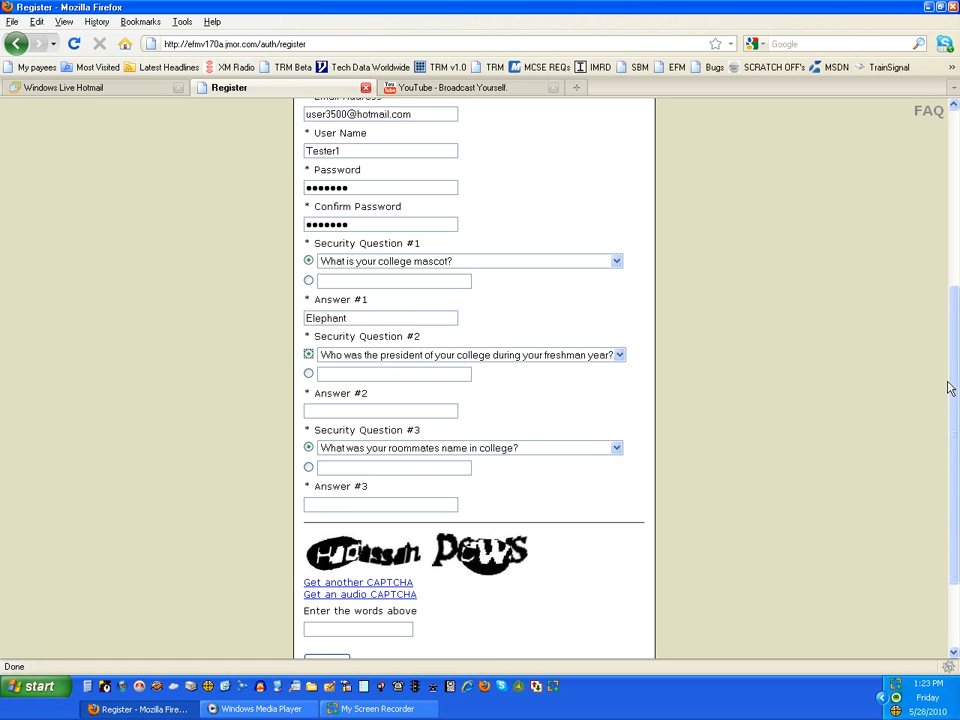 Register - Mozilla Firefox
File Edit View History Bookmarks Tools Help
http://efmv170a.jmor.com/auth/register
Google
My payees Most Visited Latest Headlines XM Radio TRM Beta Tech Data Worldwide TRM v1.0 TRM MCSE REQs IMRD SBM EFM Bugs SCRATCH OFF's MSDN TrainSignal »
Windows Live Hotmail Register YouTube - Broadcast Yourself.
* Email Address
FAQ
user3500@hotmail.com
* User Name
Tester1
* Password
•••••••
* Confirm Password
•••••••
* Security Question #1
What is your college mascot?
* Answer #1
Elephant
* Security Question #2
Who was the president of your college during your freshman year?
* Answer #2
* Security Question #3
What was your roommates name in college?
* Answer #3
Get another CAPTCHA
Get an audio CAPTCHA
Enter the words above
Done
start
1:23 PM
Friday
5/28/2010
Register - Mozilla Fire... Windows Media Player My Screen Recorder